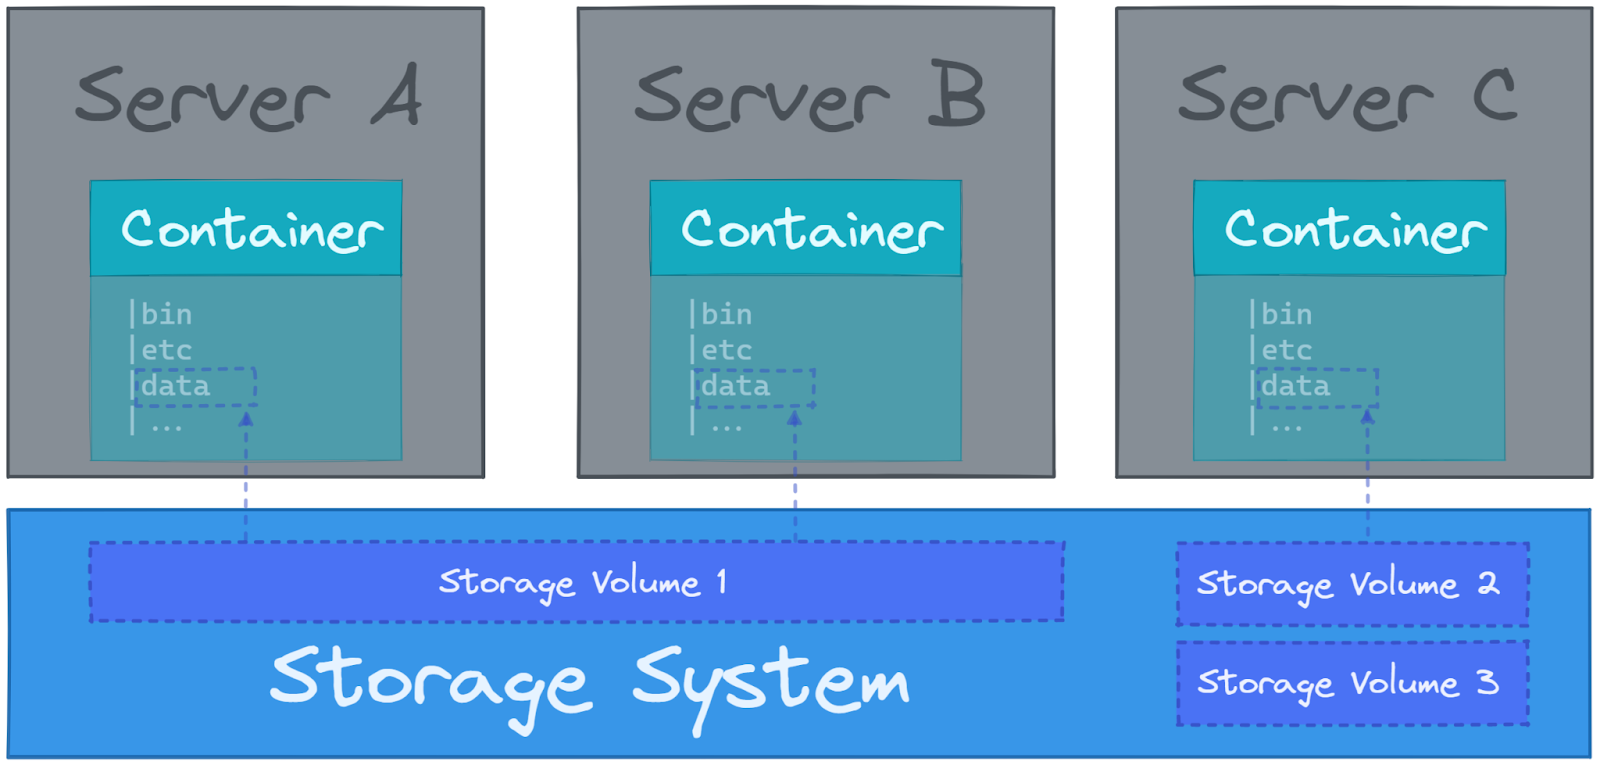 Server A
Container
|bin
|etc
|data
| ...
Server B
Container
|bin
|etc
|data
| ...
Server C
Container
|bin
|etc
|data
| ...
Storage Volume 1
Storage Volume 2
Storage Volume 3
Storage System